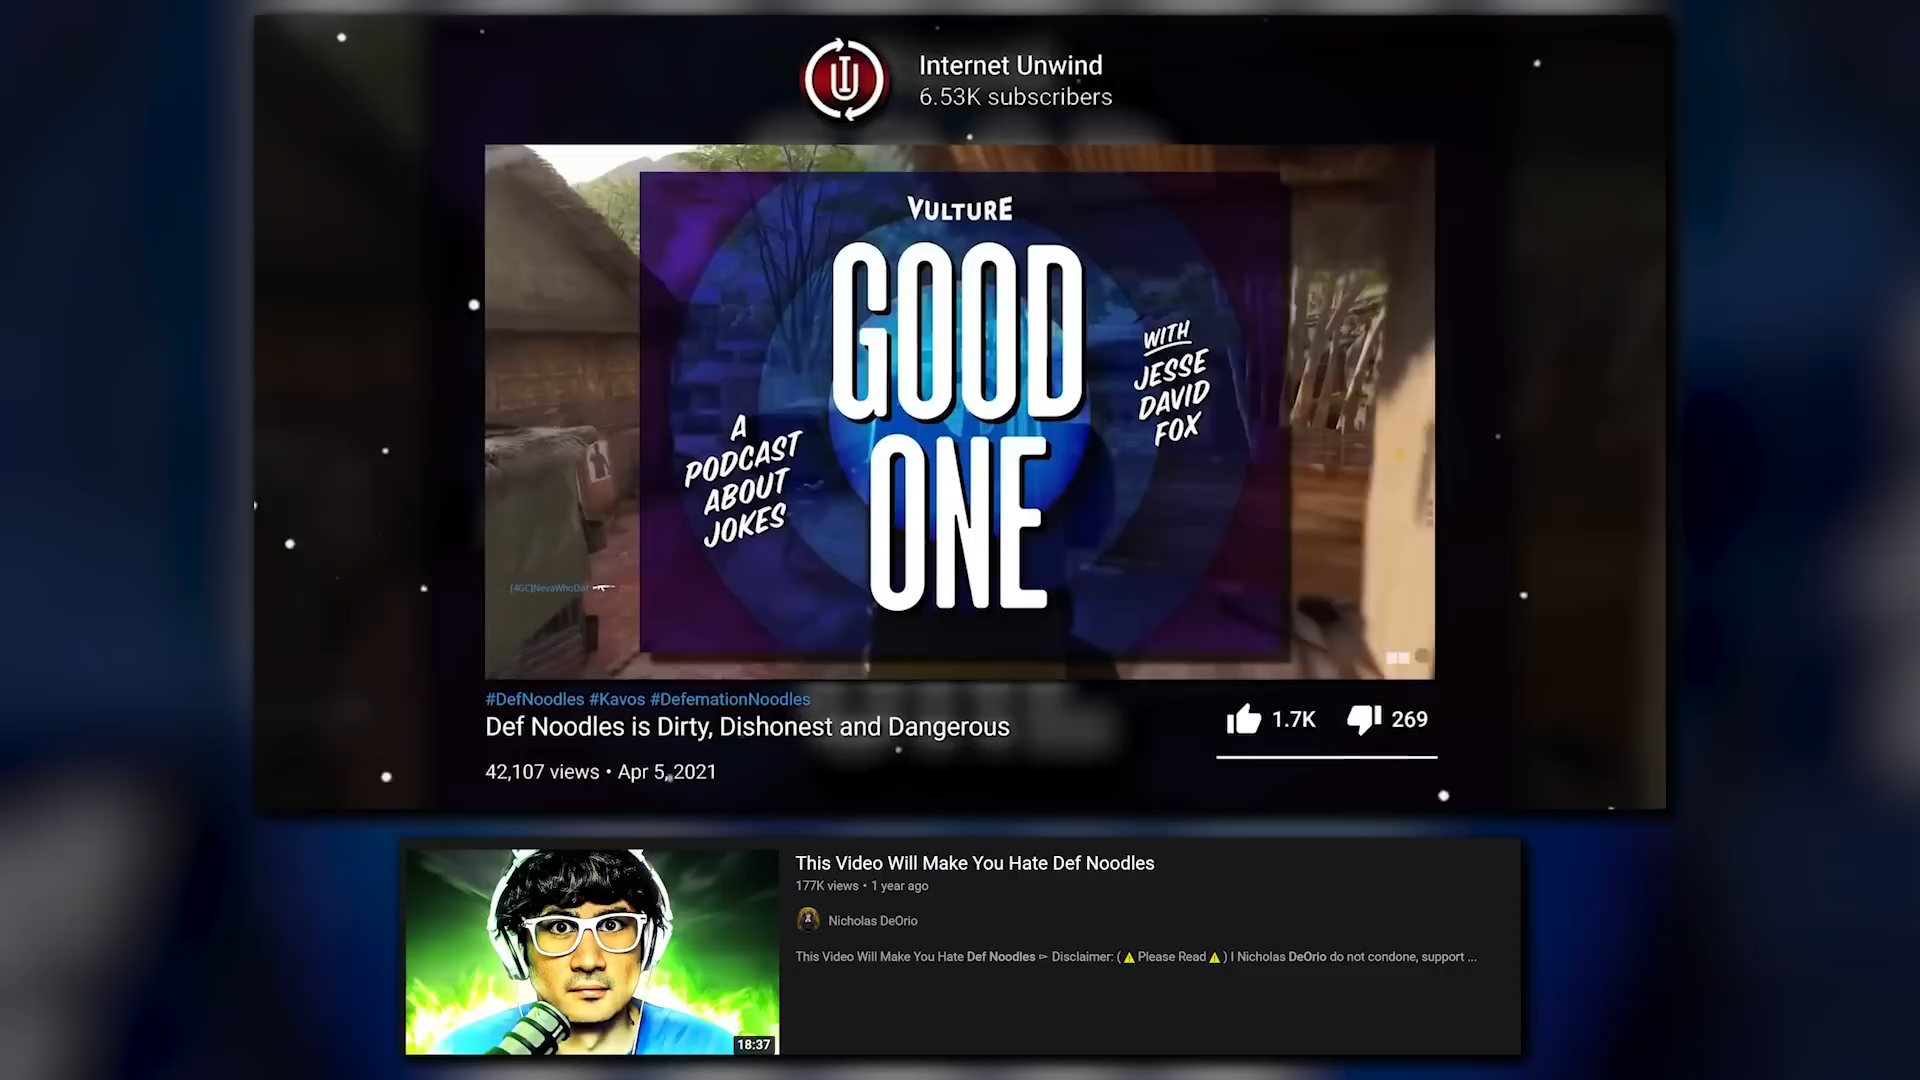 Internet Unwind
6.53K subscribers
VULTURE
GOOD
ONE
A
PODCAST
ABOUT
JOKES
WITH
JESSE
DAVID
FOX
[4GC]NevaWhoDat
#DefNoodles #Kavos #DefemationNoodles
Def Noodles is Dirty, Dishonest and Dangerous
1.7K 269
42,107 views • Apr 5, 2021
This Video Will Make You Hate Def Noodles
177K views • 1 year ago
Nicholas DeOrio
This Video Will Make You Hate Def Noodles ► Disclaimer: ( ⚠ Please Read ⚠ ) I Nicholas DeOrio do not condone, support ...
18:37